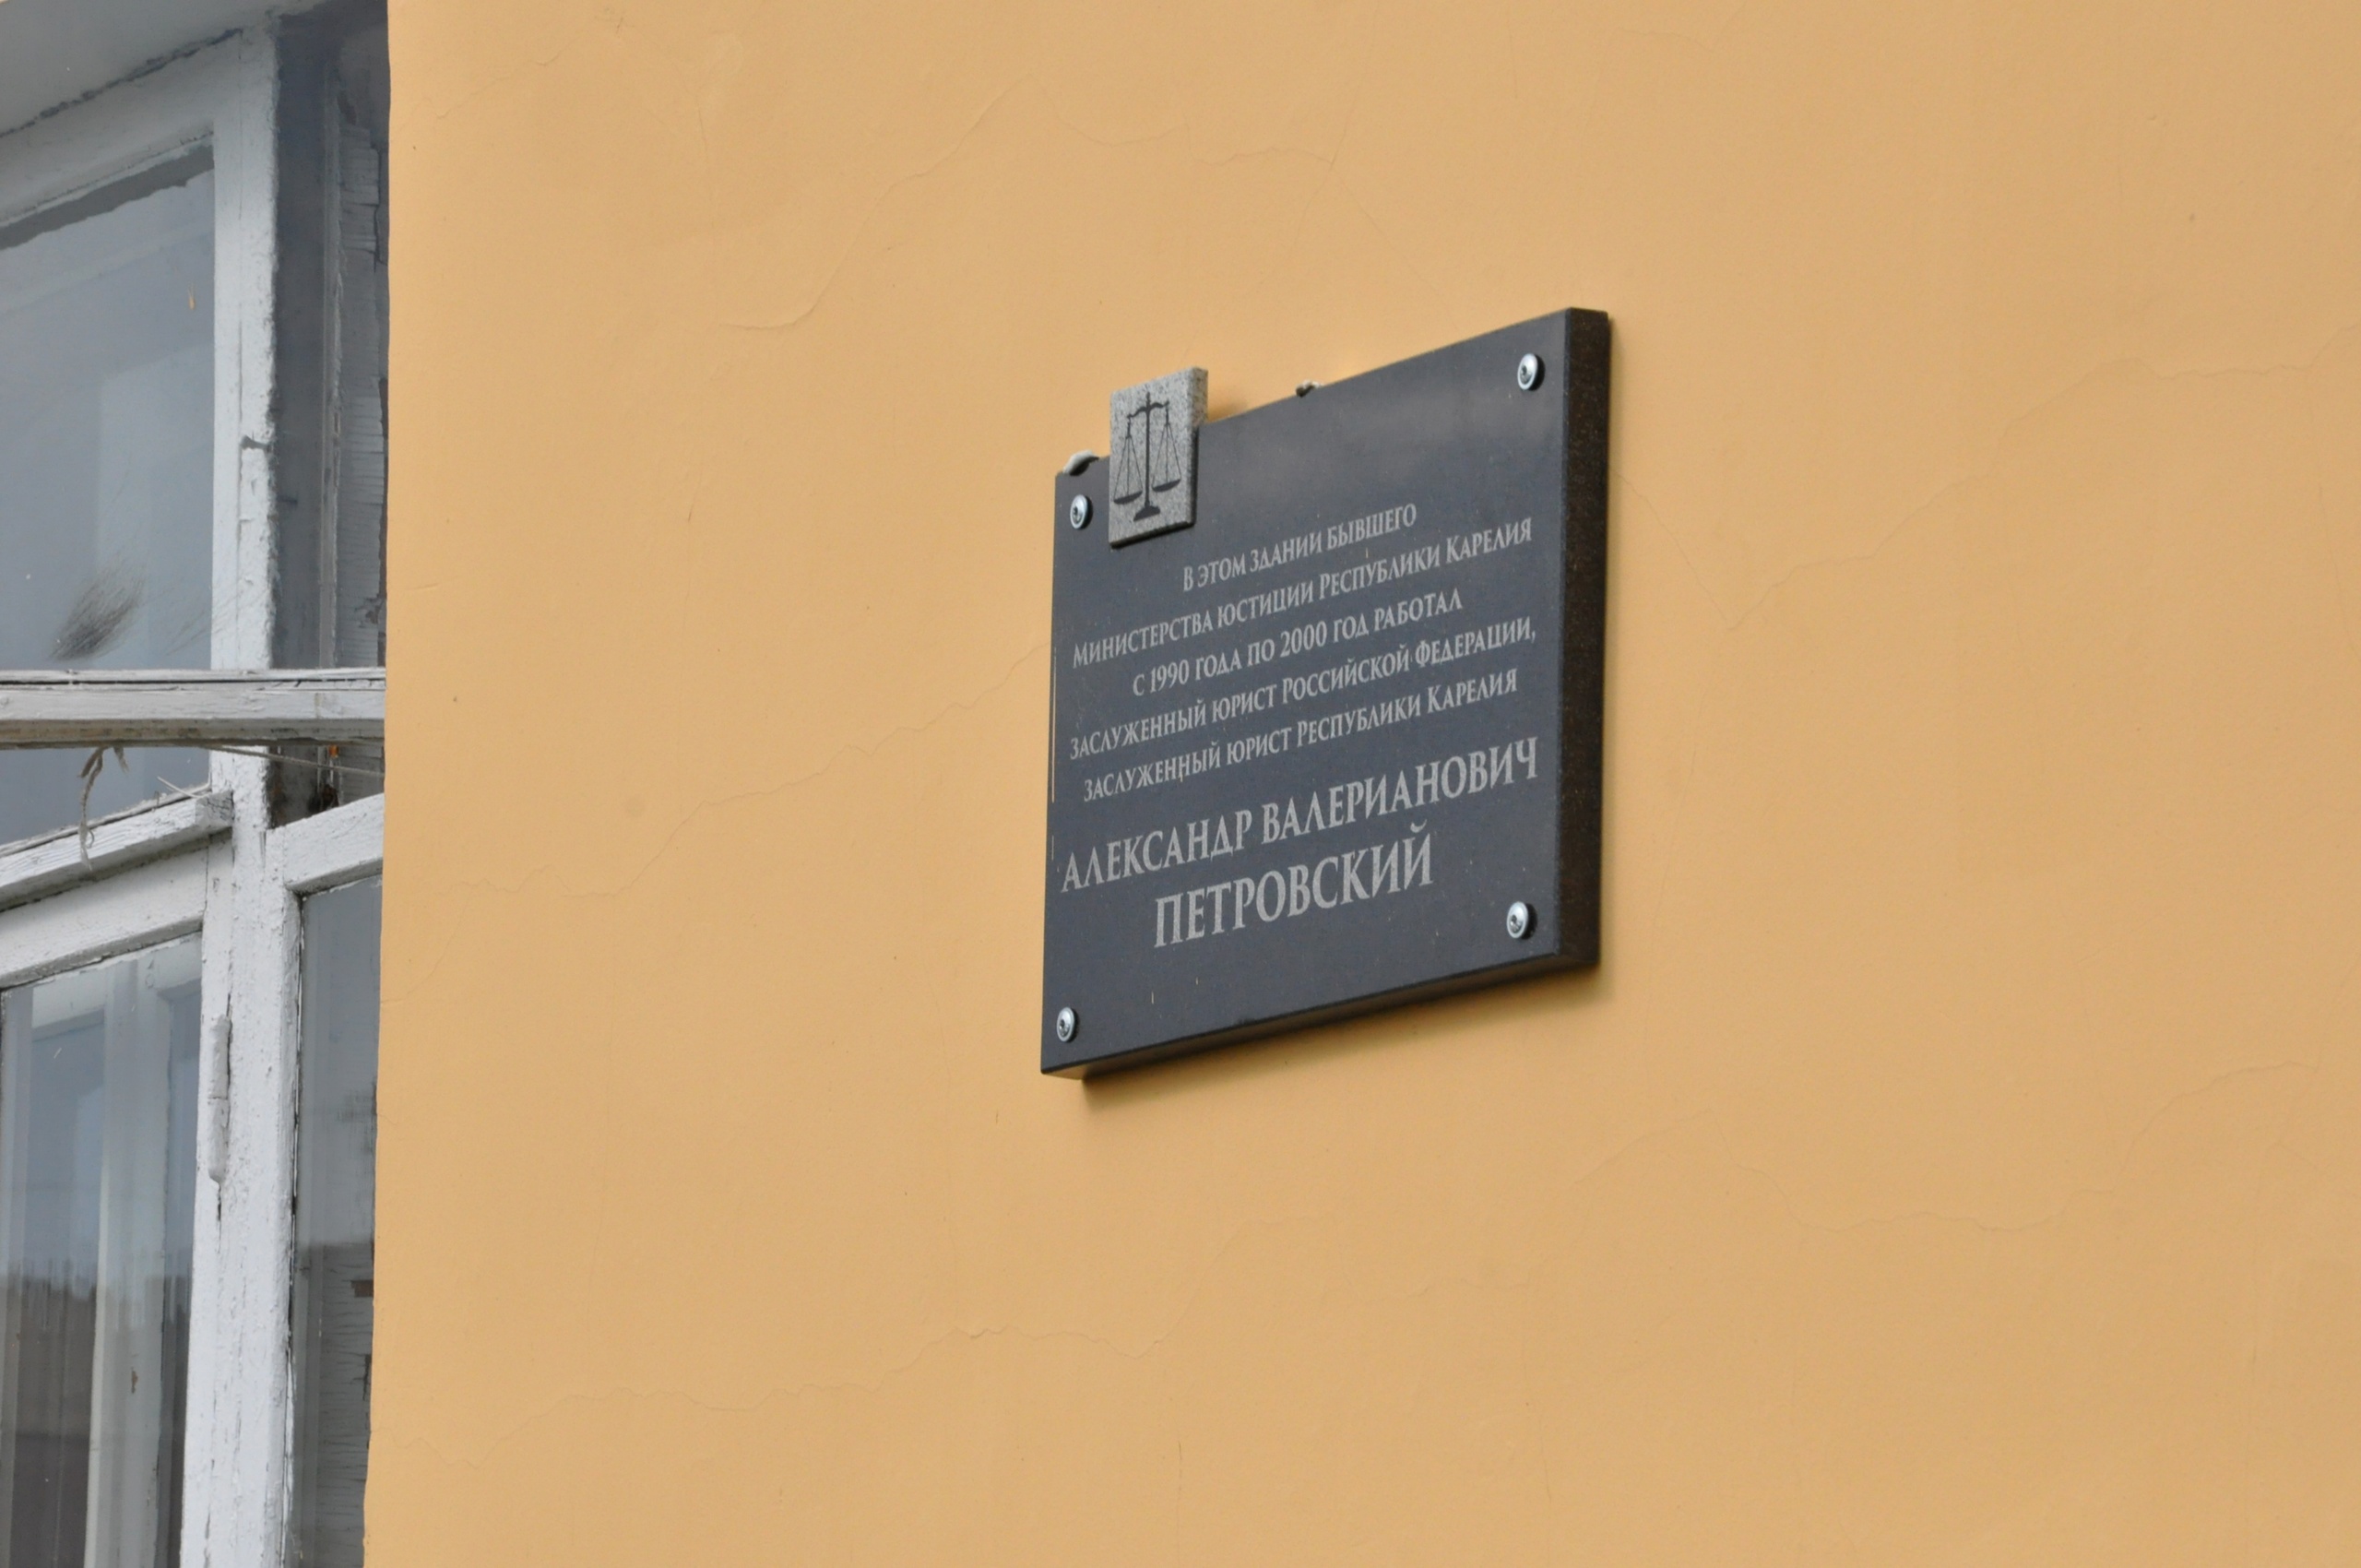 В ЭТОМ ЗДАНИИ БЫВШЕГО
МИНИСТЕРСТВА ЮСТИЦИИ РЕСПУБЛИКИ КАРЕЛИЯ
С 1990 ГОДА ПО 2000 ГОД РАБОТАЛ
ЗАСЛУЖЕННЫЙ ЮРИСТ РОССИЙСКОЙ ФЕДЕРАЦИИ,
ЗАСЛУЖЕННЫЙ ЮРИСТ РЕСПУБЛИКИ КАРЕЛИЯ
АЛЕКСАНДР ВАЛЕРИАНОВИЧ
ПЕТРОВСКИЙ